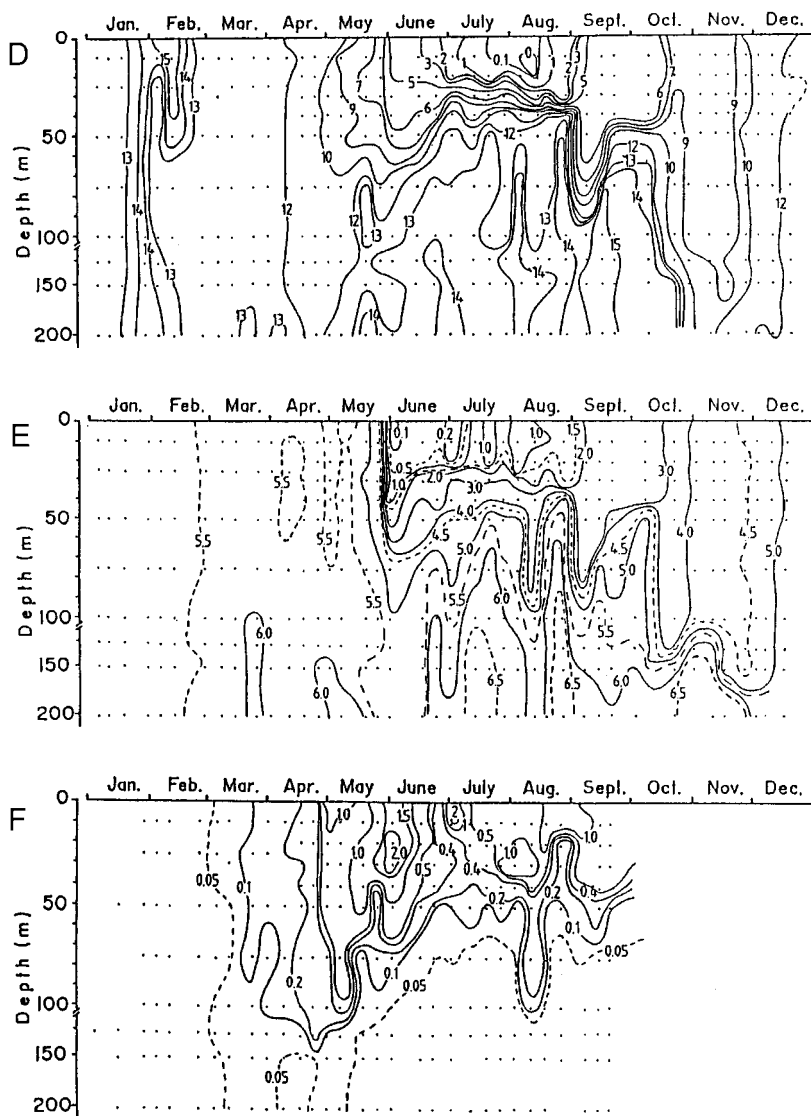 Jan. Feb. Mar. Apr. May June July Aug. Sept. Oct. Nov. Dec.
D
0
50
100
150
200
Depth (m)
13 14 14 13 15 14 14 13 13 13 12 7 9 10 12 13 14 3 2 1 0.1 0 1 3 2 5 5 6 12 13 13 14 13 14 14 15 7 6 9 12 13 10 14 9 10 12
Jan. Feb. Mar. Apr. May June July Aug. Sept. Oct. Nov. Dec.
E
0
50
100
150
200
Depth (m)
5.5 5.5 5.5 6.0 6.0 5.5 0.1 0.2 1.0 1.0 1.5 2.0 0.5 1.0 2.0 3.0 4.0 4.5 5.0 5.5 6.0 6.5 4.5 5.0 5.5 6.5 6.0 3.0 4.0 6.5 4.5 5.0
Jan. Feb. Mar. Apr. May June July Aug. Sept. Oct. Nov. Dec.
F
0
50
100
150
200
Depth (m)
0.05 0.1 0.2 0.05 1.0 1.0 2.0 1.5 0.5 0.4 0.1 0.05 2 1 0.5 0.4 0.2 1.0 0.2 1.0 0.4 0.1 0.05